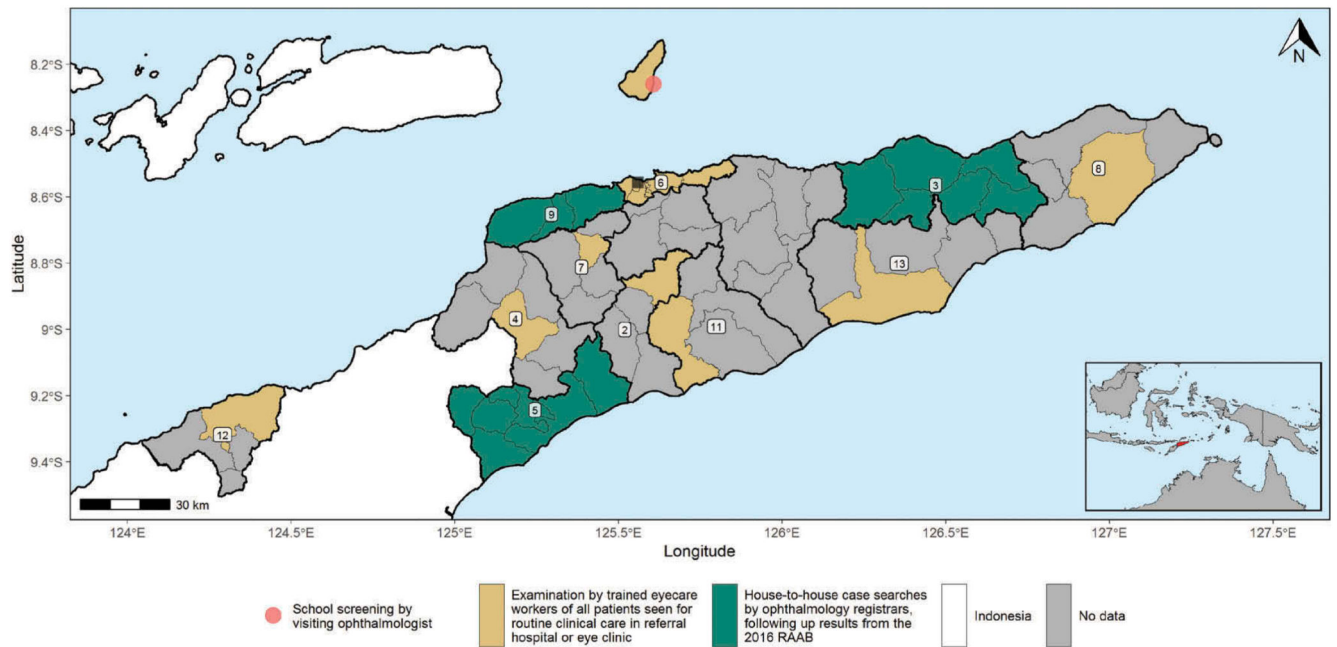 N
8.2°S
8.4°S
8.6°S
8.8°S
9°S
9.2°S
9.4°S
Latitude
6
3
8
9
7
13
4
2
11
5
12
30 km
124°E
124.5°E
125°E
125.5°E
126°E
126.5°E
127°E
127.5°E
Longitude
School screening by
visiting ophthalmologist
Examination by trained eyecare
workers of all patients seen for
routine clinical care in referral
hospital or eye clinic
House-to-house case searches
by ophthalmology registrars,
following up results from the
2016 RAAB
Indonesia
No data